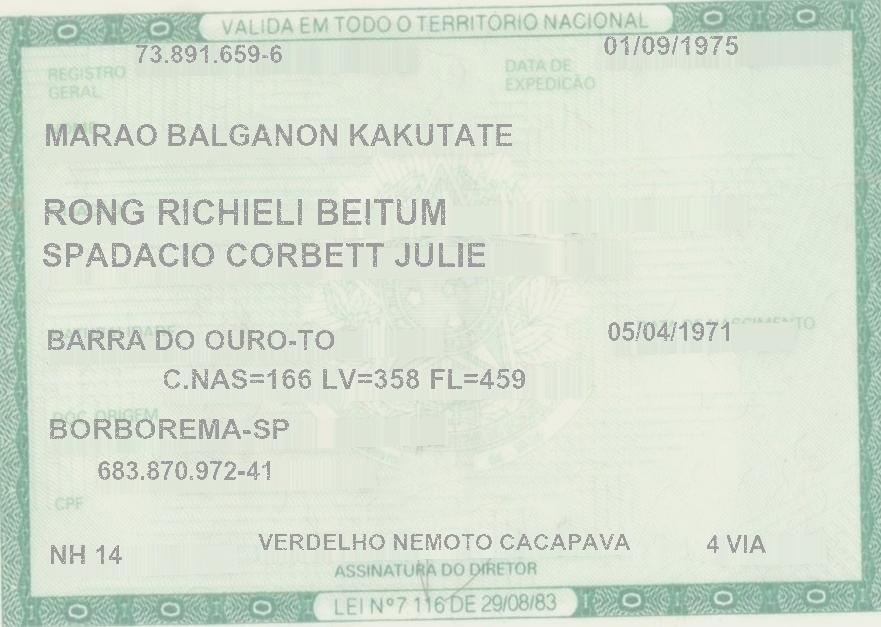 VALIDA EM TODO O TERRITÓRIO NACIONAL
73.891.659-6 01/09/1975
REGISTRO GERAL DATA DE EXPEDIÇÃO
MARAO BALGANON KAKUTATE
RONG RICHIELI BEITUM
SPADACIO CORBETT JULIE
BARRA DO OURO-TO 05/04/1971
C.NAS=166 LV=358 FL=459
DOC ORIGEM
BORBOREMA-SP
683.870.972-41
CPF
NH 14 VERDELHO NEMOTO CACAPAVA 4 VIA
ASSINATURA DO DIRETOR
LEI Nº 7 116 DE 29/08/83